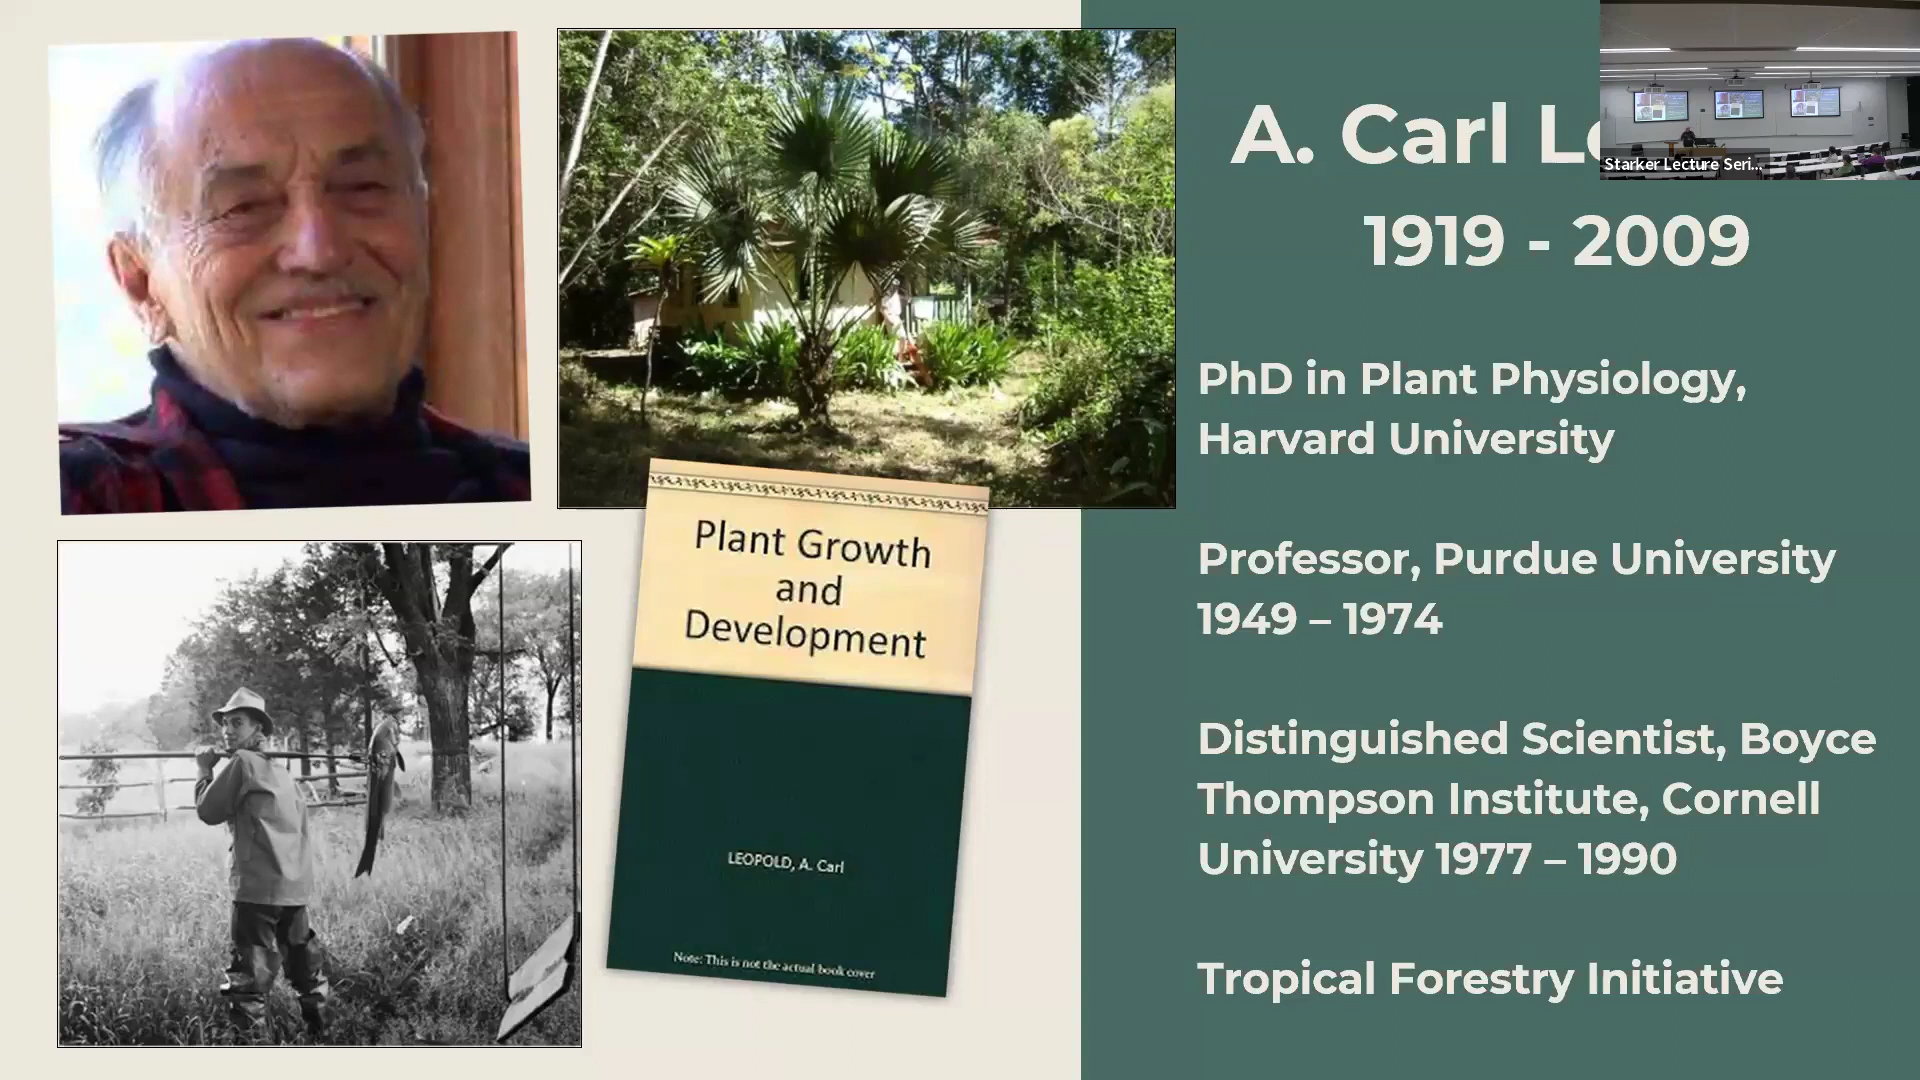 A. Carl Le
1919 - 2009
Starker Lecture Seri...
PhD in Plant Physiology,
Harvard University
Professor, Purdue University
1949 – 1974
Distinguished Scientist, Boyce
Thompson Institute, Cornell
University 1977 – 1990
Tropical Forestry Initiative
Plant Growth
and
Development
LEOPOLD, A. Carl
Note: This is not the actual book cover